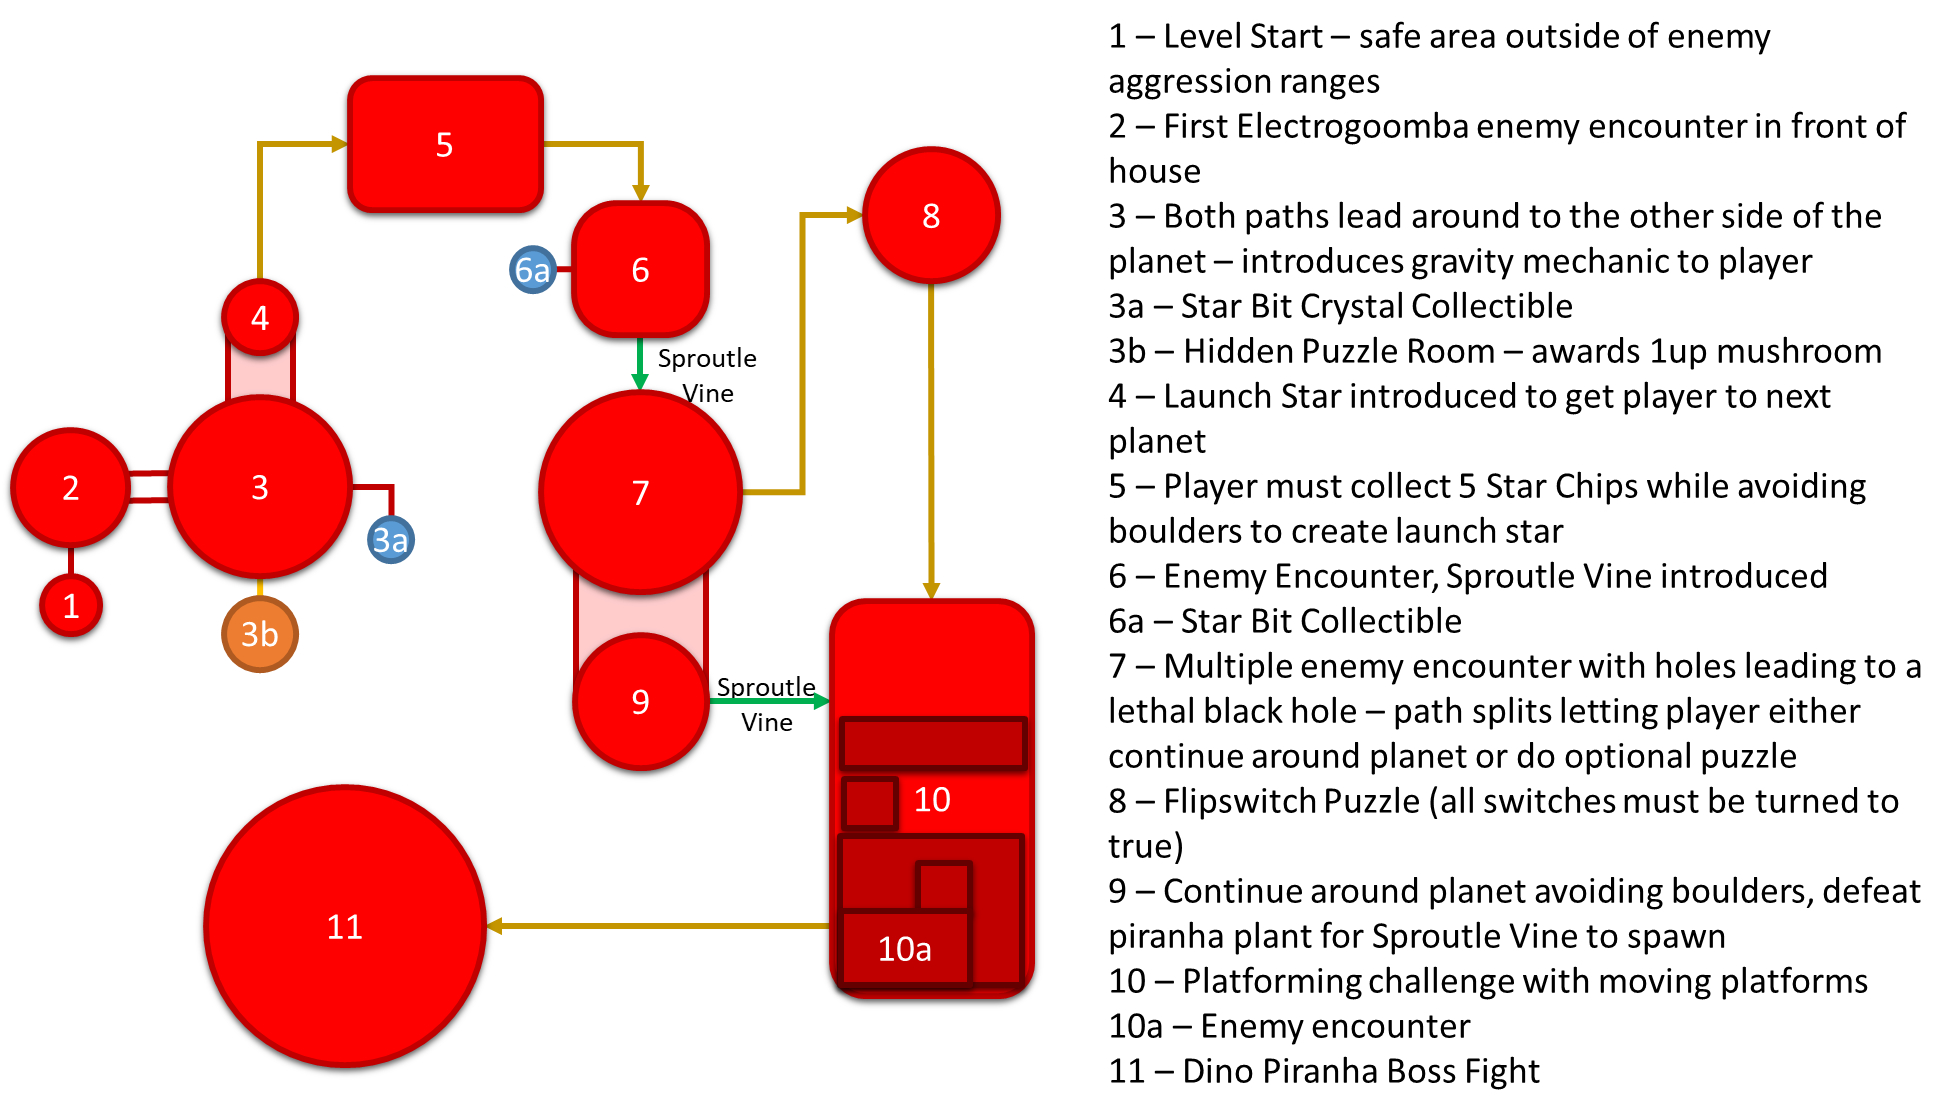 5
8
6a
6
4
Sproutle
Vine
2
3
7
3a
1
3b
9
Sproutle
Vine
10
10a
11
1 – Level Start – safe area outside of enemy
aggression ranges
2 – First Electrogoomba enemy encounter in front of
house
3 – Both paths lead around to the other side of the
planet – introduces gravity mechanic to player
3a – Star Bit Crystal Collectible
3b – Hidden Puzzle Room – awards 1up mushroom
4 – Launch Star introduced to get player to next
planet
5 – Player must collect 5 Star Chips while avoiding
boulders to create launch star
6 – Enemy Encounter, Sproutle Vine introduced
6a – Star Bit Collectible
7 – Multiple enemy encounter with holes leading to a
lethal black hole – path splits letting player either
continue around planet or do optional puzzle
8 – Flipswitch Puzzle (all switches must be turned to
true)
9 – Continue around planet avoiding boulders, defeat
piranha plant for Sproutle Vine to spawn
10 – Platforming challenge with moving platforms
10a – Enemy encounter
11 – Dino Piranha Boss Fight